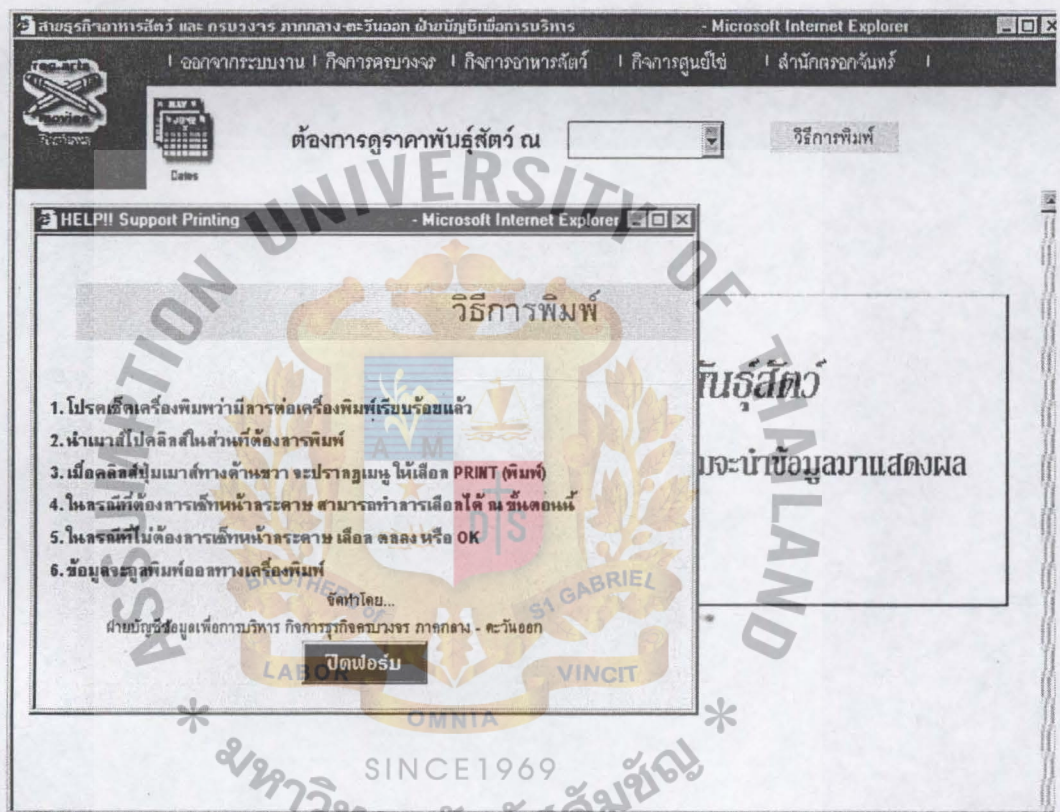 สายธุรกิจอาหารสัตว์ และ ครบวงจร ภาคกลาง-ตะวันออก ฝ่ายบัญชีเพื่อการบริหาร - Microsoft Internet Explorer
| ออกจากระบบงาน | กิจการครบวงจร | กิจการอาหารสัตว์ | กิจการศูนย์ไข่ | สำนักตรอกจันทร์ |
movies
MAY
JUNE
Dates
ต้องการดูราคาพันธุ์สัตว์ ณ
วิธีการพิมพ์
HELP!! Support Printing - Microsoft Internet Explorer
วิธีการพิมพ์
1. โปรดเช็คเครื่องพิมพว่ามีการต่อเครื่องพิมพ์เรียบร้อยแล้ว
2. นำเมาส์ไปคลิกส์ในส่วนที่ต้องการพิมพ์
3. เมื่อคลิกส์ปุ่มเมาส์ทางด้านขวา จะปรากฏเมนู ให้เลือก PRINT (พิมพ์)
4. ในกรณีที่ต้องการเซ็ทหน้ากระดาษ สามารถทำการเลือกได้ ณ ขั้นตอนนี้
5. ในกรณีที่ไม่ต้องการเซ็ทหน้ากระดาษ เลือก ตกลง หรือ OK
6. ข้อมูลจะถูกพิมพ์ออกทางเครื่องพิมพ์
จัดทำโดย...
ฝ่ายบัญชีข้อมูลเพื่อการบริหาร กิจการธุรกิจครบวงจร ภาคกลาง - ตะวันออก
ปิดฟอร์ม
พันธุ์สัตว์
จะนำข้อมูลมาแสดงผล
ASSUMPTION UNIVERSITY OF THAILAND
A M
D S
BROTHERS OF ST GABRIEL
LABOR
VINCIT
OMNIA
SINCE1969